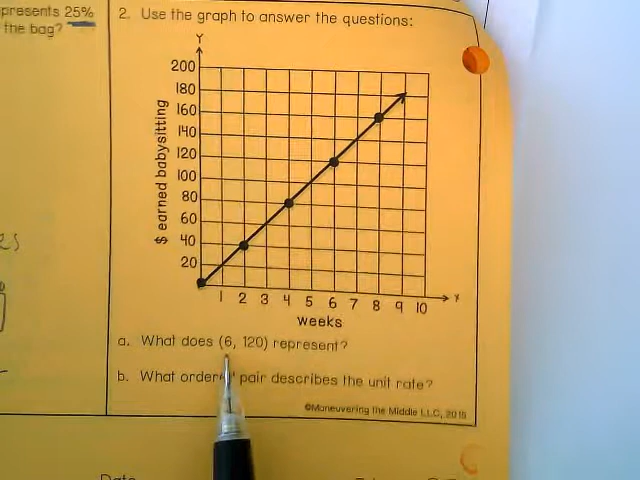 presents 25%
the bag?
2. Use the graph to answer the questions:
Y
200
180
160
140
120
100
80
60
40
20
$ earned babysitting
1 2 3 4 5 6 7 8 9 10
weeks
a. What does (6, 120) represent?
b. What ordered pair describes the unit rate?
©Maneuvering the Middle LLC, 2015
Date